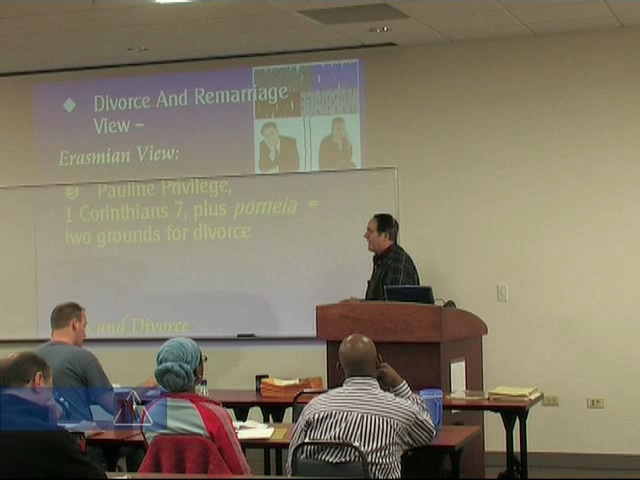 Divorce And Remarriage
View –
Erasmian View:
Pauline Privilege,
1 Corinthians 7, plus porneia =
two grounds for divorce
and Divorce